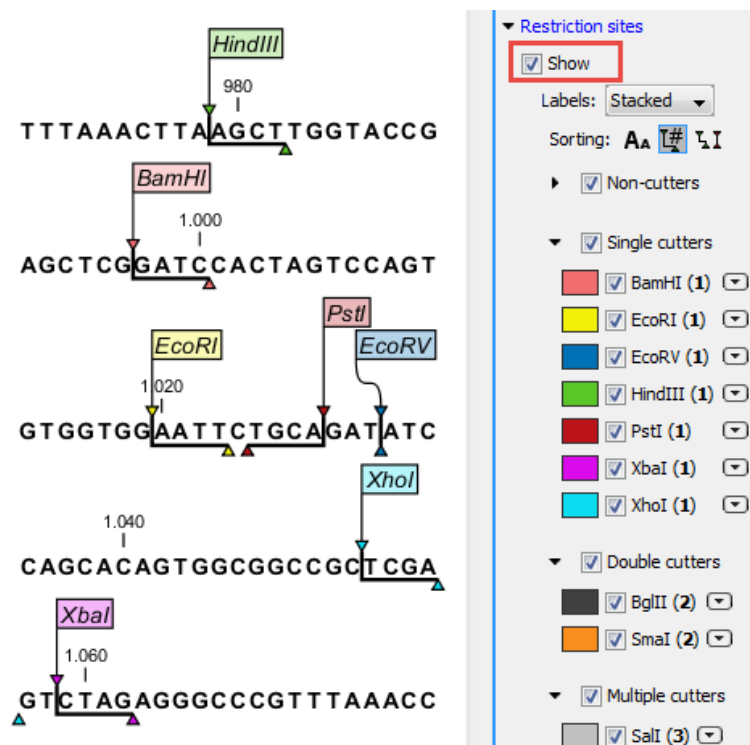 HindIII
980
TTTAAACTTAAGCTTGGTACCG
BamHI
1.000
AGCTCGGATCCACTAGTCCAGT
PstI
EcoRI
EcoRV
1.020
GTGGTGGAATTCTGCAGATATC
XhoI
1.040
CAGCACAGTGGCGGCCGCTCGA
XbaI
1.060
GTCTAGAGGGCCCGTTTAAACC
Restriction sites
Show
Labels: Stacked
Sorting: AA #
Non-cutters
Single cutters
BamHI (1)
EcoRI (1)
EcoRV (1)
HindIII (1)
PstI (1)
XbaI (1)
XhoI (1)
Double cutters
BglII (2)
SmaI (2)
Multiple cutters
SalI (3)